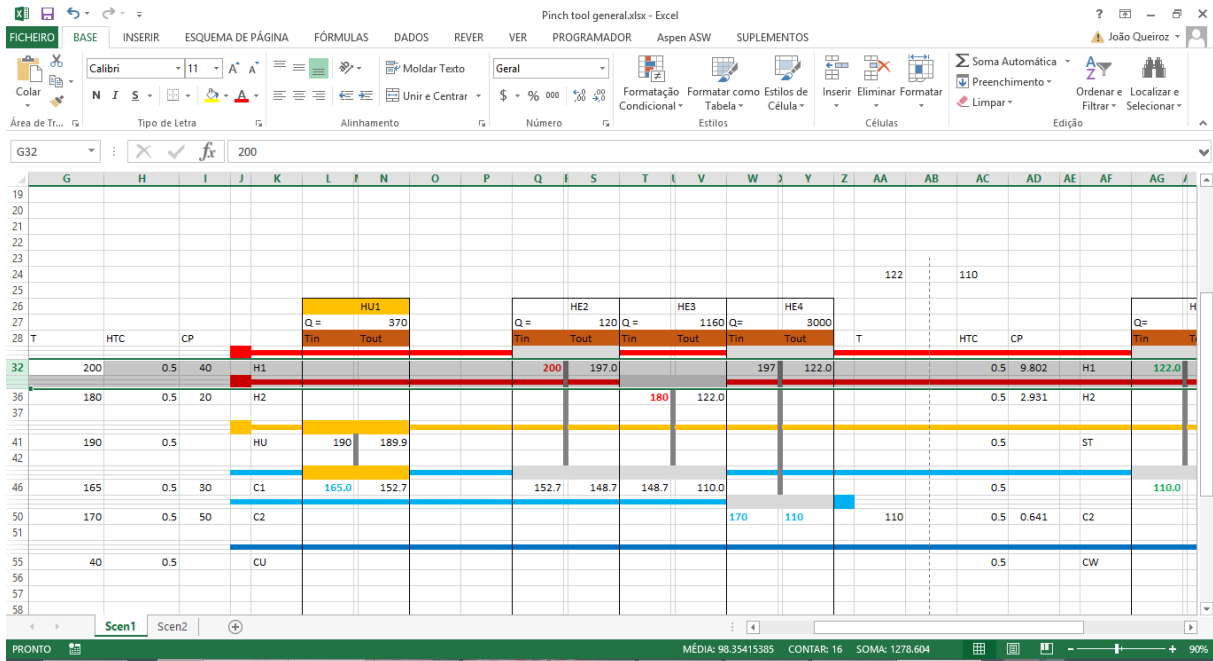 Pinch tool general.xlsx - Excel
FICHEIRO BASE INSERIR ESQUEMA DE PÁGINA FÓRMULAS DADOS REVER VER PROGRAMADOR Aspen ASW SUPLEMENTOS João Queiroz
Colar
Calibri 11
N I S
Moldar Texto
Unir e Centrar
Geral
$ % 000
Formatação Condicional
Formatar como Tabela
Estilos de Célula
Inserir Eliminar Formatar
Soma Automática
Preenchimento
Limpar
Ordenar e Filtrar
Localizar e Selecionar
Área de Tr... Tipo de Letra Alinhamento Número Estilos Células Edição
G32 fx 200
G H I J K L N O P Q F S T U V W Y Z AA AB AC AD AE AF AG
19
20
21
22
23
24 122 110
25
26 HU1 HE2 HE3 HE4 H
27 Q = 370 Q = 120 Q = 1160 Q= 3000 Q=
28 T HTC CP Tin Tout Tin Tout Tin Tout Tin Tout T HTC CP Tin
32 200 0.5 40 H1 200 197.0 197 122.0 0.5 9.802 H1 122.0
36 180 0.5 20 H2 180 122.0 0.5 2.931 H2
37
41 190 0.5 HU 190 189.9 0.5 ST
42
46 165 0.5 30 C1 165.0 152.7 152.7 148.7 148.7 110.0 0.5 110.0
50 170 0.5 50 C2 170 110 110 0.5 0.641 C2
51
55 40 0.5 CU 0.5 CW
56
57
58
Scen1 Scen2
PRONTO MÉDIA: 98.35415385 CONTAR: 16 SOMA: 1278.604 90%